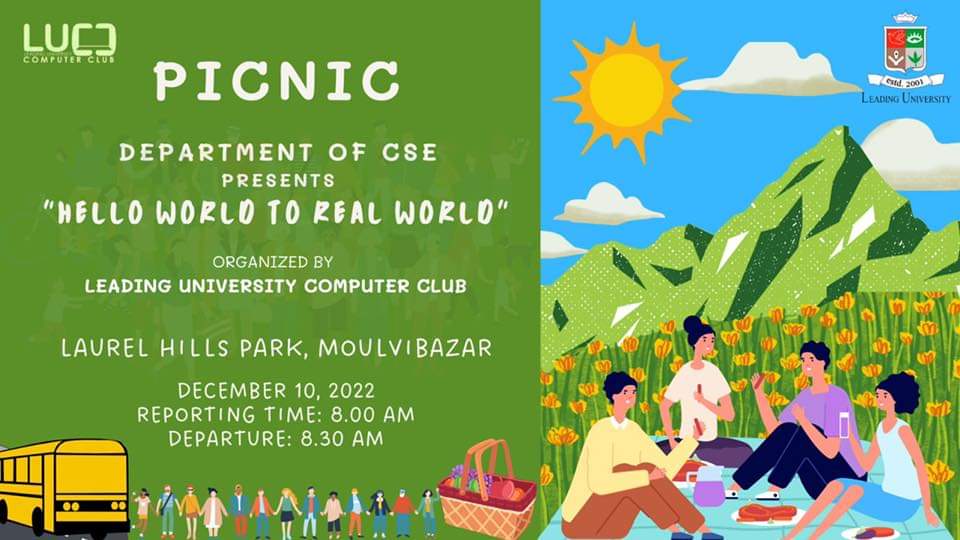 LUCC
COMPUTER CLUB
PICNIC
DEPARTMENT OF CSE
PRESENTS
"HELLO WORLD TO REAL WORLD"
ORGANIZED BY
LEADING UNIVERSITY COMPUTER CLUB
LAUREL HILLS PARK, MOULVIBAZAR
DECEMBER 10, 2022
REPORTING TIME: 8.00 AM
DEPARTURE: 8.30 AM
estd. 2001
LEADING UNIVERSITY